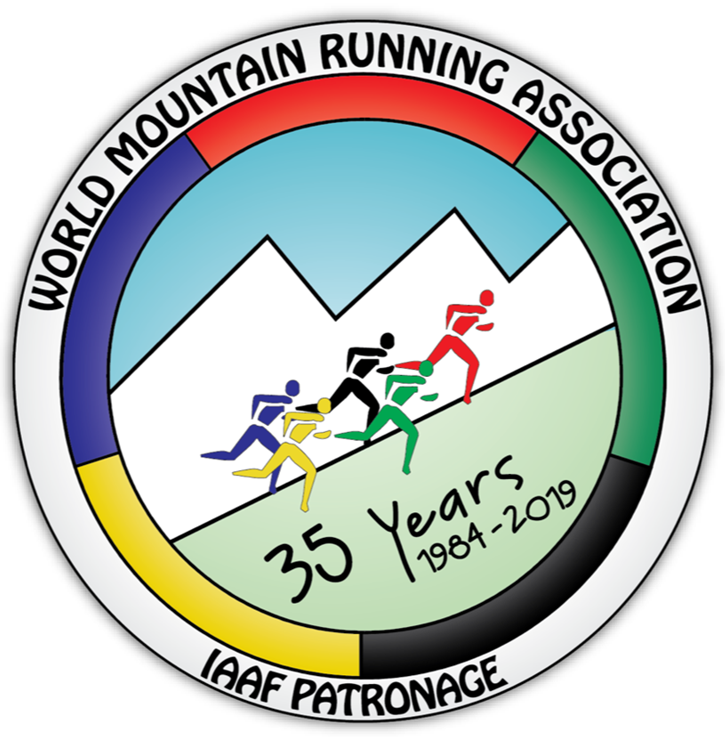 WORLD MOUNTAIN RUNNING ASSOCIATION
35 Years
1984-2019
IAAF PATRONAGE